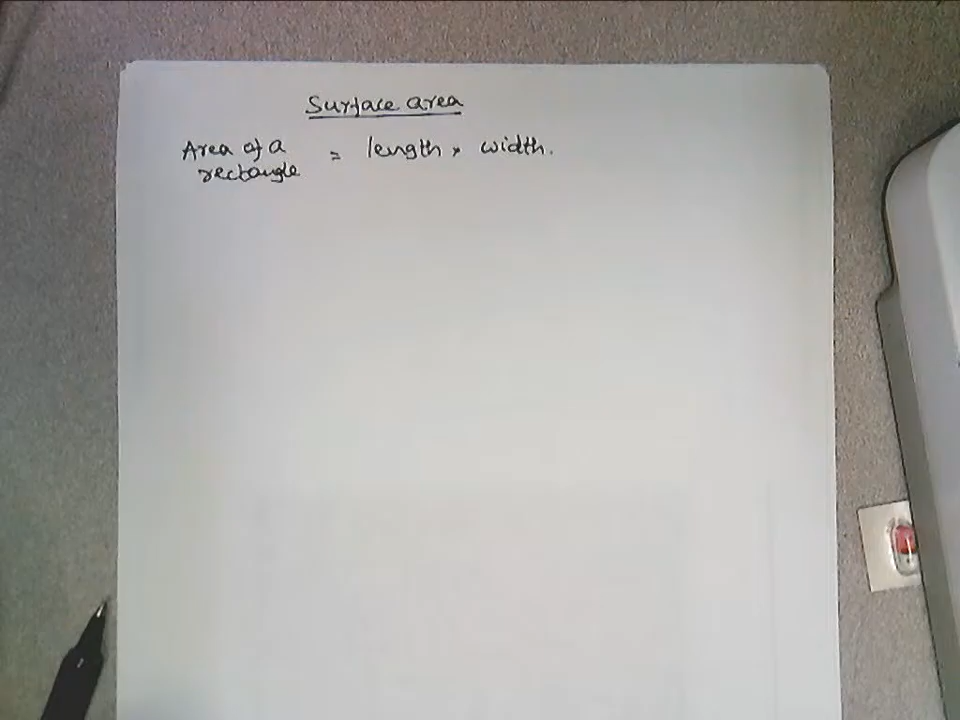 Surface area
Area of a = length × width.
rectangle